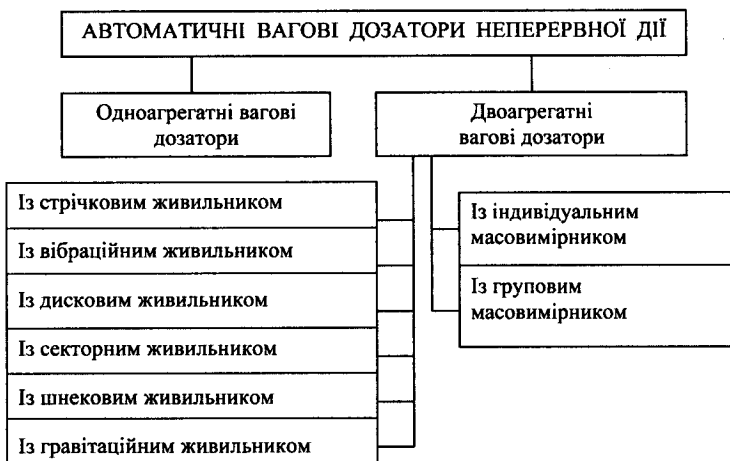 АВТОМАТИЧНІ ВАГОВІ ДОЗАТОРИ НЕПЕРЕРВНОЇ ДІЇ
Одноагрегатні вагові
дозатори
Двоагрегатні
вагові дозатори
Із стрічковим живильником
Із вібраційним живильником
Із дисковим живильником
Із секторним живильником
Із шнековим живильником
Із гравітаційним живильником
Із індивідуальним
масовимірником
Із груповим
масовимірником